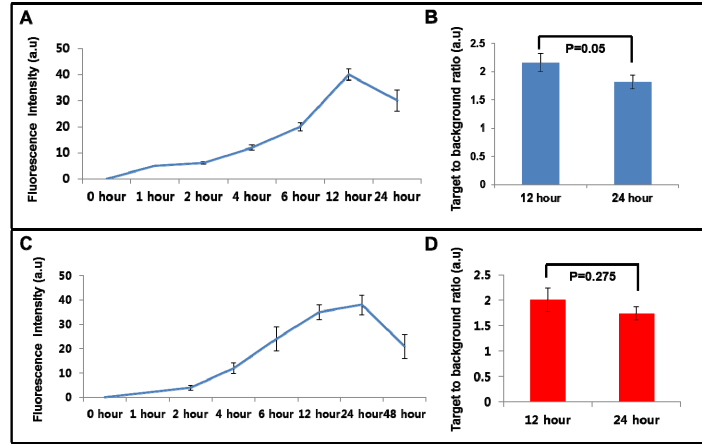 A
Fluorescence Intensity (a.u)
50
40
30
20
10
0
0 hour 1 hour 2 hour 4 hour 6 hour 12 hour 24 hour
B
Target to background ratio (a.u)
2.5
2
1.5
1
0.5
0
P=0.05
12 hour 24 hour
C
Fluorescence Intensity (a.u)
50
40
30
20
10
0
0 hour 1 hour 2 hour 4 hour 6 hour 12 hour 24 hour 48 hour
D
Target to background ratio (a.u)
2.5
2
1.5
1
0.5
0
P=0.275
12 hour 24 hour